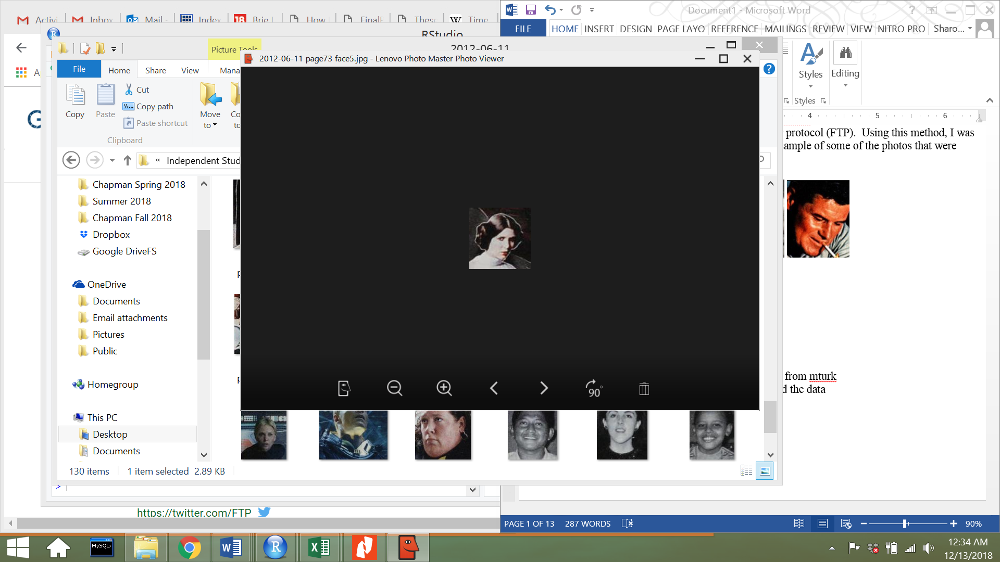 Activi
Inbox
Mail -
Index
18
Brie L
How
FinalP
These
W
Time
Document1 - Microsoft Word
FILE
HOME
INSERT
DESIGN
PAGE LAYO
REFERENCE
MAILINGS
REVIEW
VIEW
NITRO PRO
Sharo...
RStudio
Picture Tools
2012-06-11
2012-06-11 page73 face5.jpg - Lenovo Photo Master Photo Viewer
File
Home
Share
View
Mana
A
Copy
Paste
Cut
Copy path
Paste shortcut
Clipboard
Move
to
Co
to
Styles
Editing
Styles
4 5 6
« Independent Stud
protocol (FTP). Using this method, I was
sample of some of the photos that were
Chapman Spring 2018
Summer 2018
Chapman Fall 2018
Dropbox
Google DriveFS
OneDrive
Documents
Email attachments
Pictures
Public
Homegroup
This PC
Desktop
Documents
90°
from mturk
d the data
130 items
1 item selected 2.89 KB
>
https://twitter.com/FTP
PAGE 1 OF 13
287 WORDS
90%
MySQL>
12:34 AM
12/13/2018